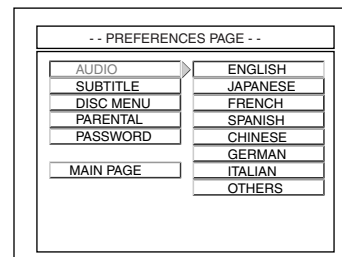 - - PREFERENCES PAGE - -
AUDIO
SUBTITLE
DISC MENU
PARENTAL
PASSWORD
MAIN PAGE
ENGLISH
JAPANESE
FRENCH
SPANISH
CHINESE
GERMAN
ITALIAN
OTHERS